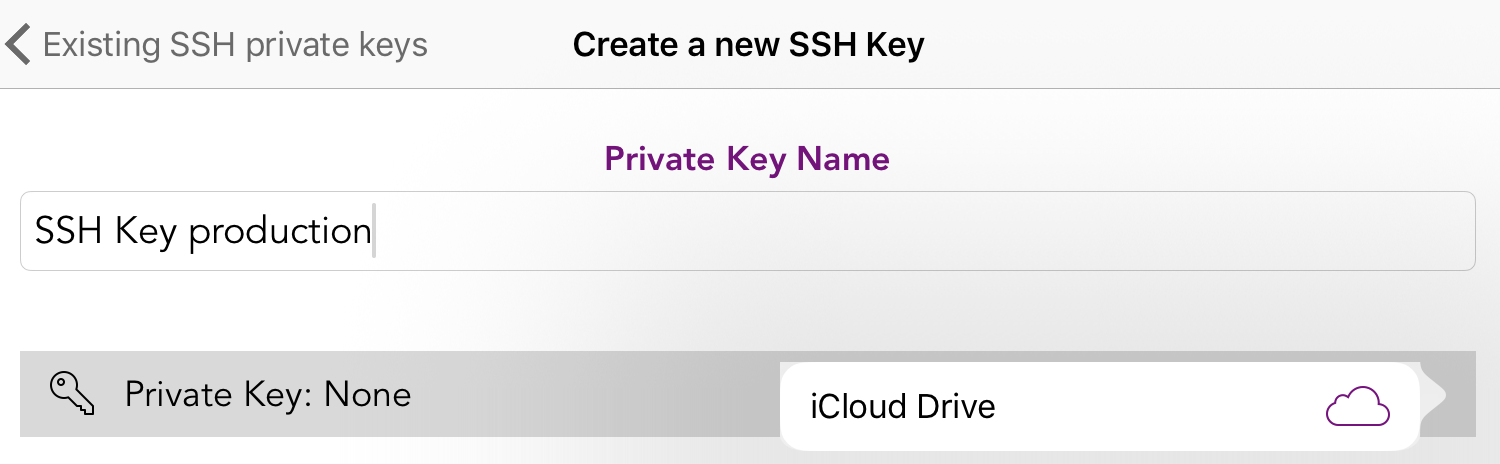 Existing SSH private keys
Create a new SSH Key
Private Key Name
SSH Key production
Private Key: None
iCloud Drive